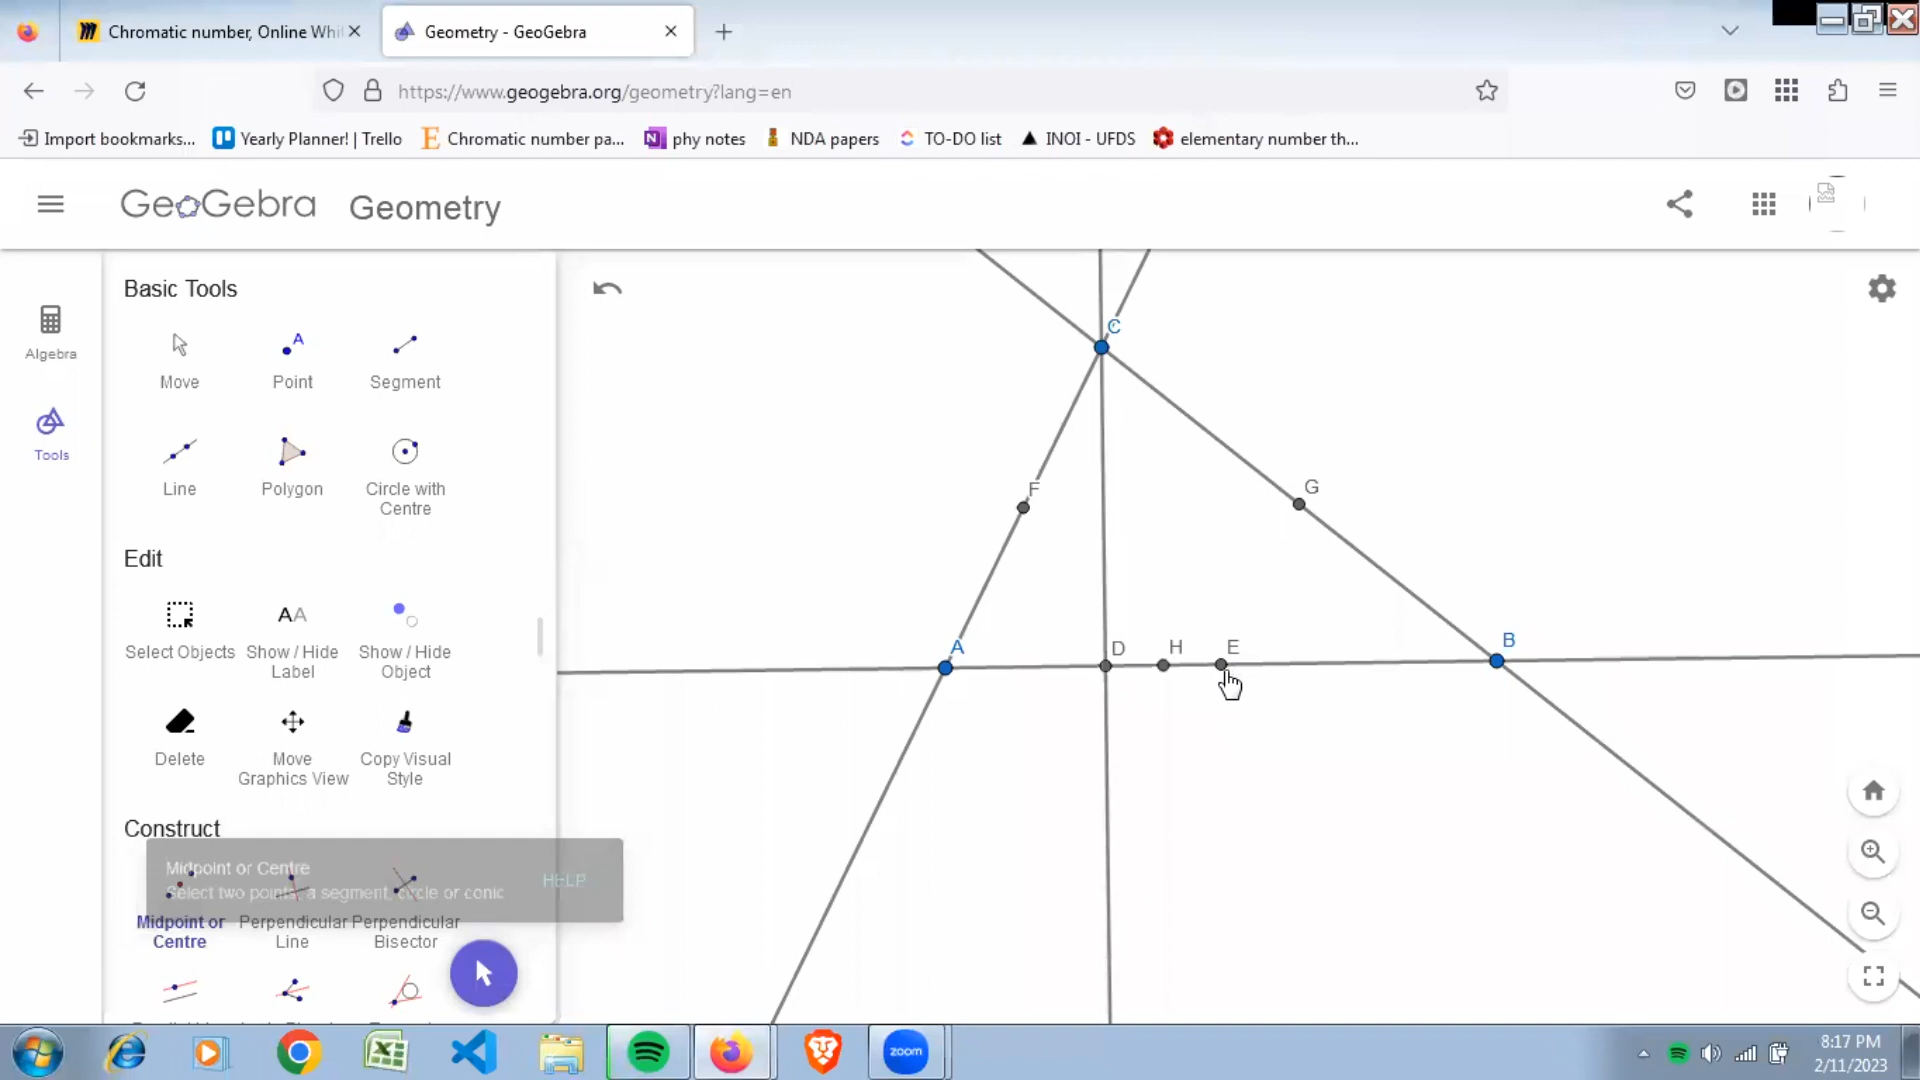 Chromatic number, Online Whi
Geometry - GeoGebra
https://www.geogebra.org/geometry?lang=en
Import bookmarks...
Yearly Planner! | Trello
Chromatic number pa...
phy notes
NDA papers
TO-DO list
INOI - UFDS
elementary number th...
GeoGebra
Geometry
Algebra
Tools
Basic Tools
Move
Point
Segment
Line
Polygon
Circle with
Centre
Edit
Select Objects
Show / Hide
Label
Show / Hide
Object
Delete
Move
Graphics View
Copy Visual
Style
Construct
Midpoint or Centre
Select two points, a segment, circle or conic
HELP
Midpoint or
Centre
Perpendicular
Line
Perpendicular
Bisector
C
F
G
A
D
H
E
B
zoom
8:17 PM
2/11/2023